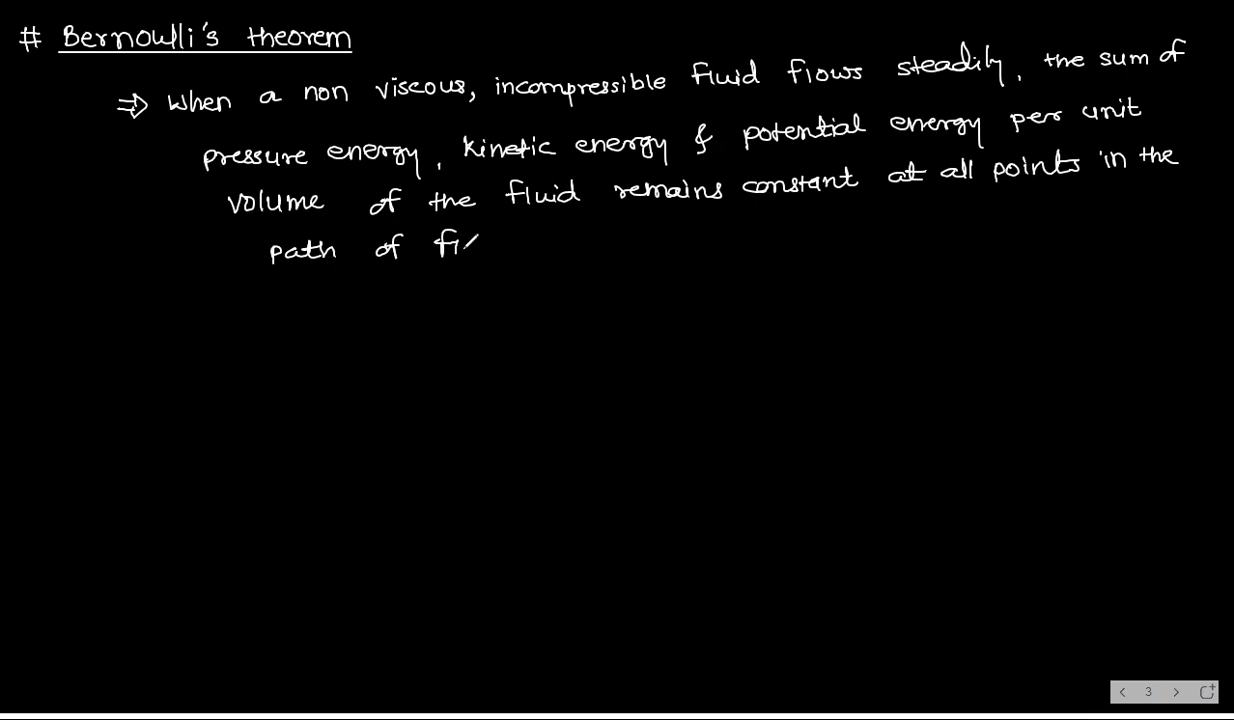 # Bernoulli's theorem
⇒ When a non viscous, incompressible fluid flows steadily, the sum of
pressure energy, kinetic energy & potential energy per unit
volume of the fluid remains constant at all points in the
path of fl
< 3 >